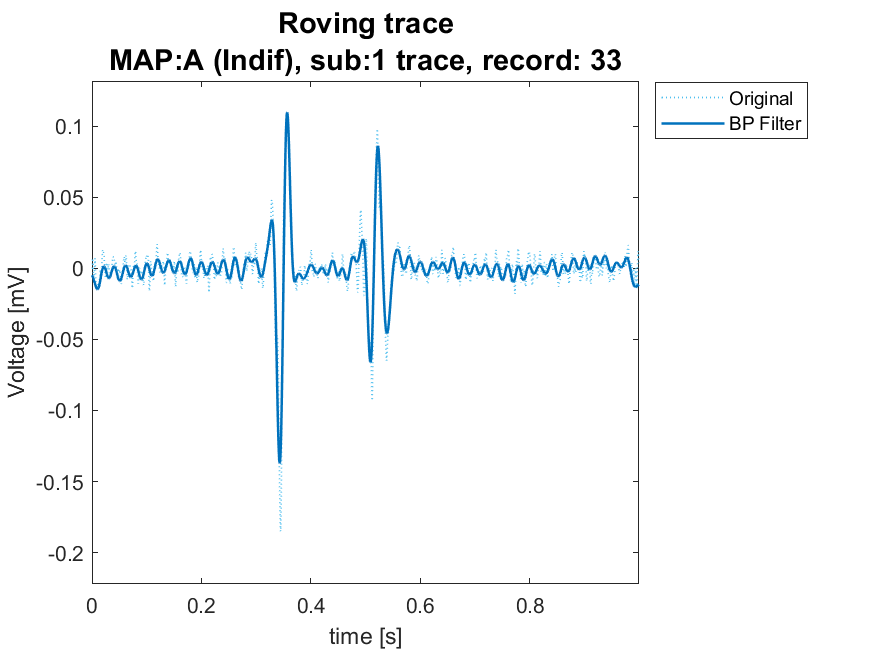 Roving trace
MAP:A (Indif), sub:1 trace, record: 33
Original
BP Filter
0.1
0.05
0
-0.05
-0.1
-0.15
-0.2
Voltage [mV]
0
0.2
0.4
0.6
0.8
time [s]